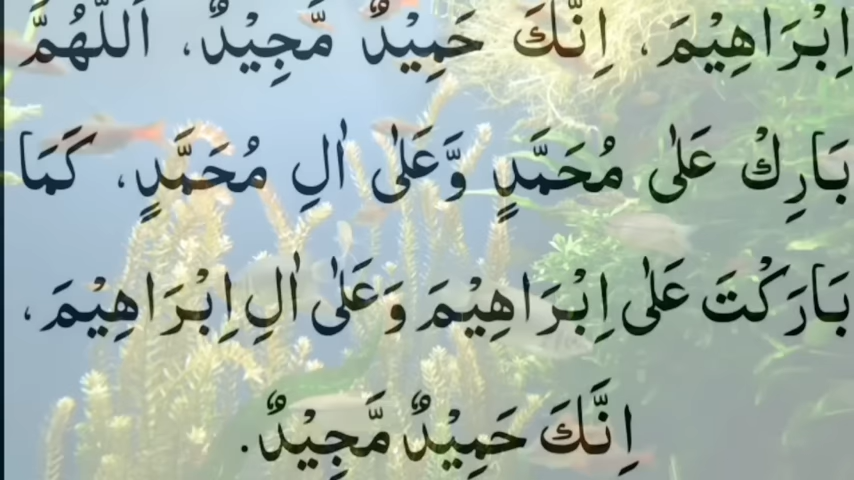 اِبْرَاهِيْمَ، اِنَّكَ حَمِيْدٌ مَّجِيْدٌ، اَللّٰهُمَّ
بَارِكْ عَلٰى مُحَمَّدٍ وَّعَلٰى اٰلِ مُحَمَّدٍ، كَمَا
بَارَكْتَ عَلٰى اِبْرَاهِيْمَ وَعَلٰى اٰلِ اِبْرَاهِيْمَ،
اِنَّكَ حَمِيْدٌ مَّجِيْدٌ.